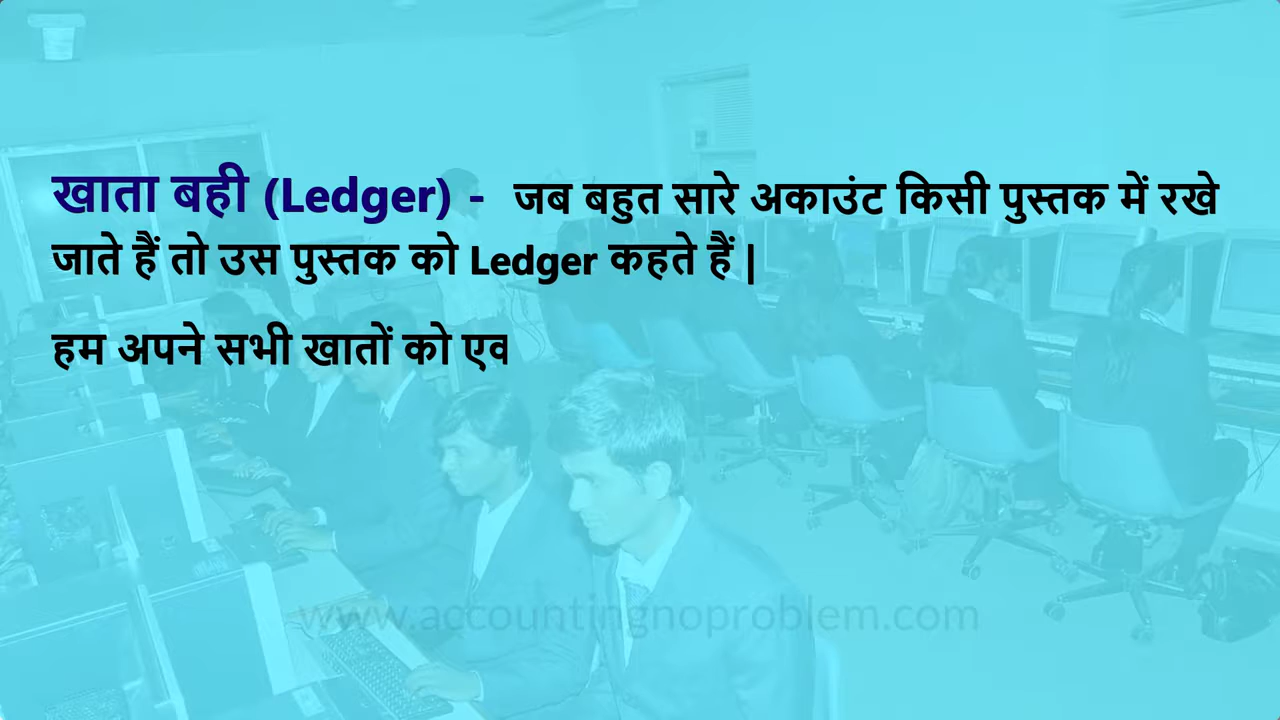 खाता बही (Ledger) - जब बहुत सारे अकाउंट किसी पुस्तक में रखे
जाते हैं तो उस पुस्तक को Ledger कहते हैं |
हम अपने सभी खातों को एव
www.accountingnoproblem.com